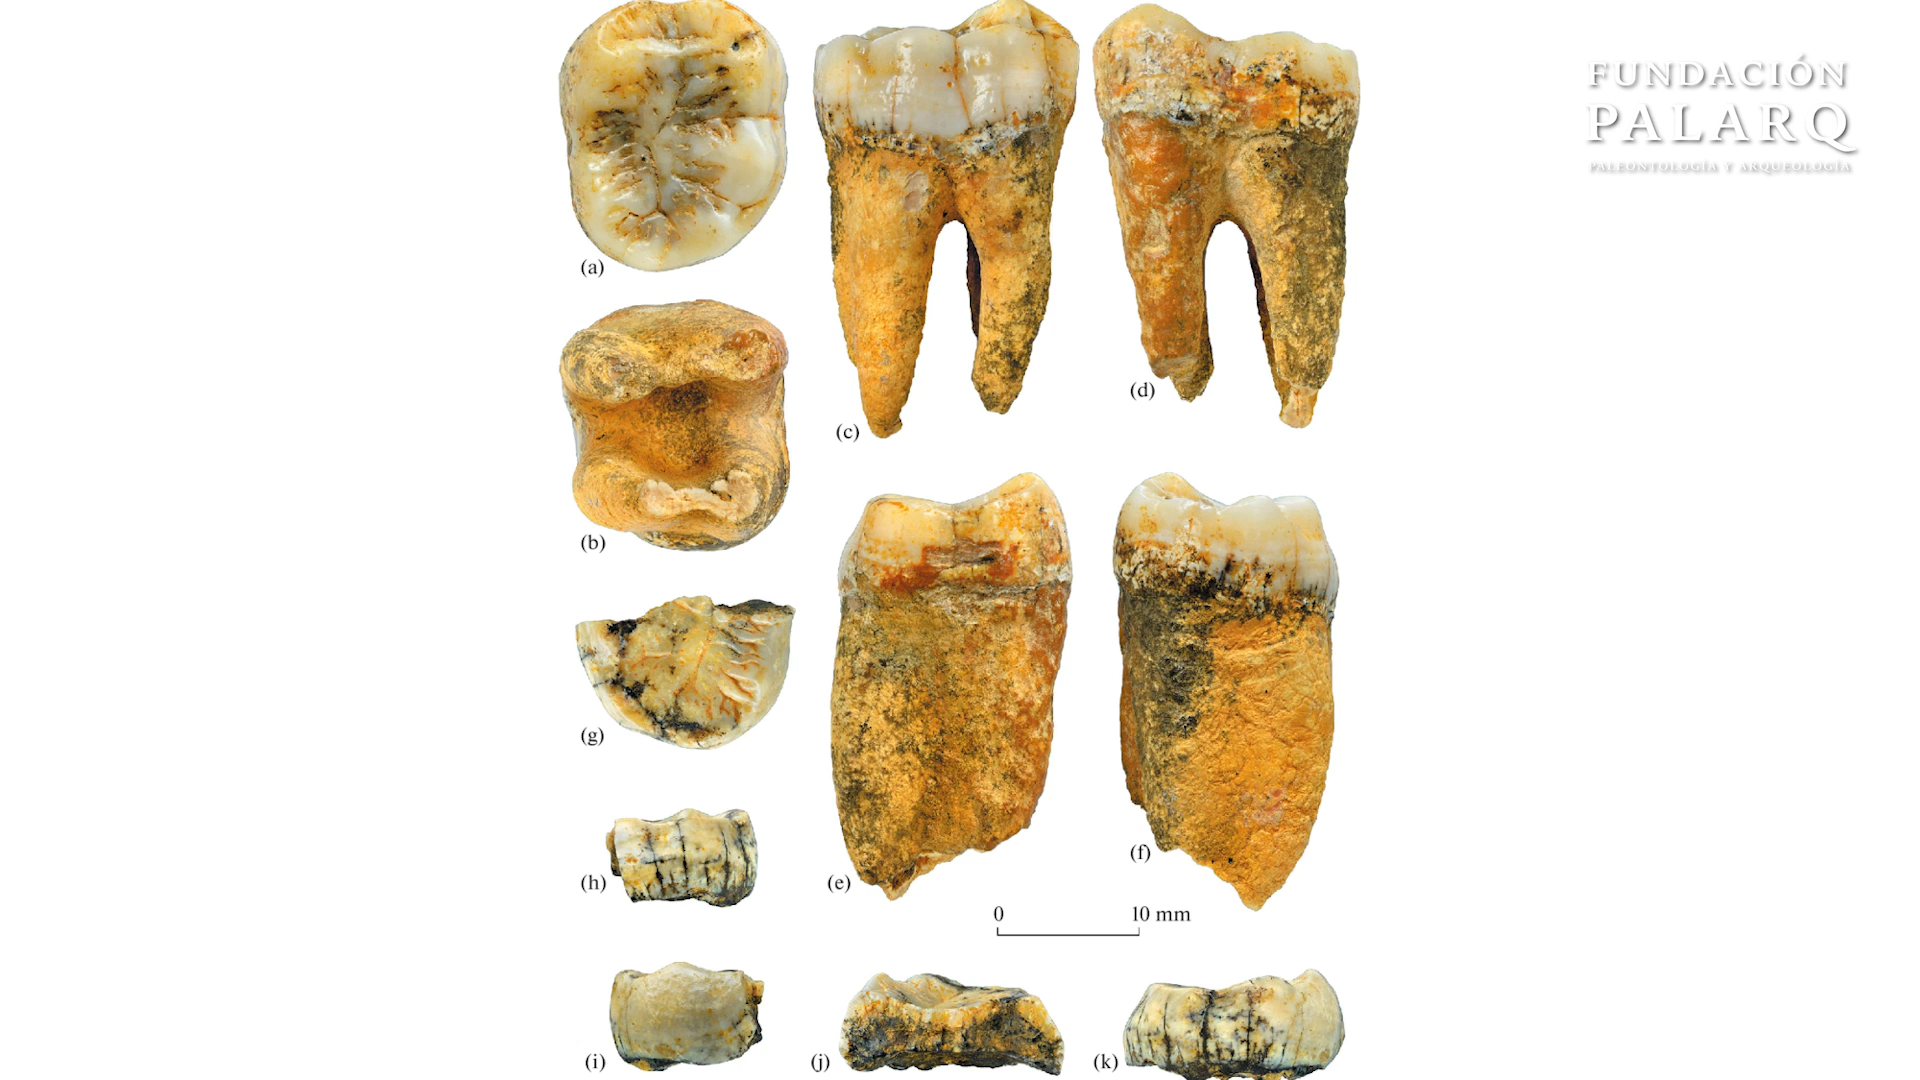 FUNDACIÓN
PALARQ
PALEONTOLOGÍA Y ARQUEOLOGÍA
(a)
(b)
(c)
(d)
(e)
(f)
(g)
(h)
(i)
(j)
(k)
0 10 mm